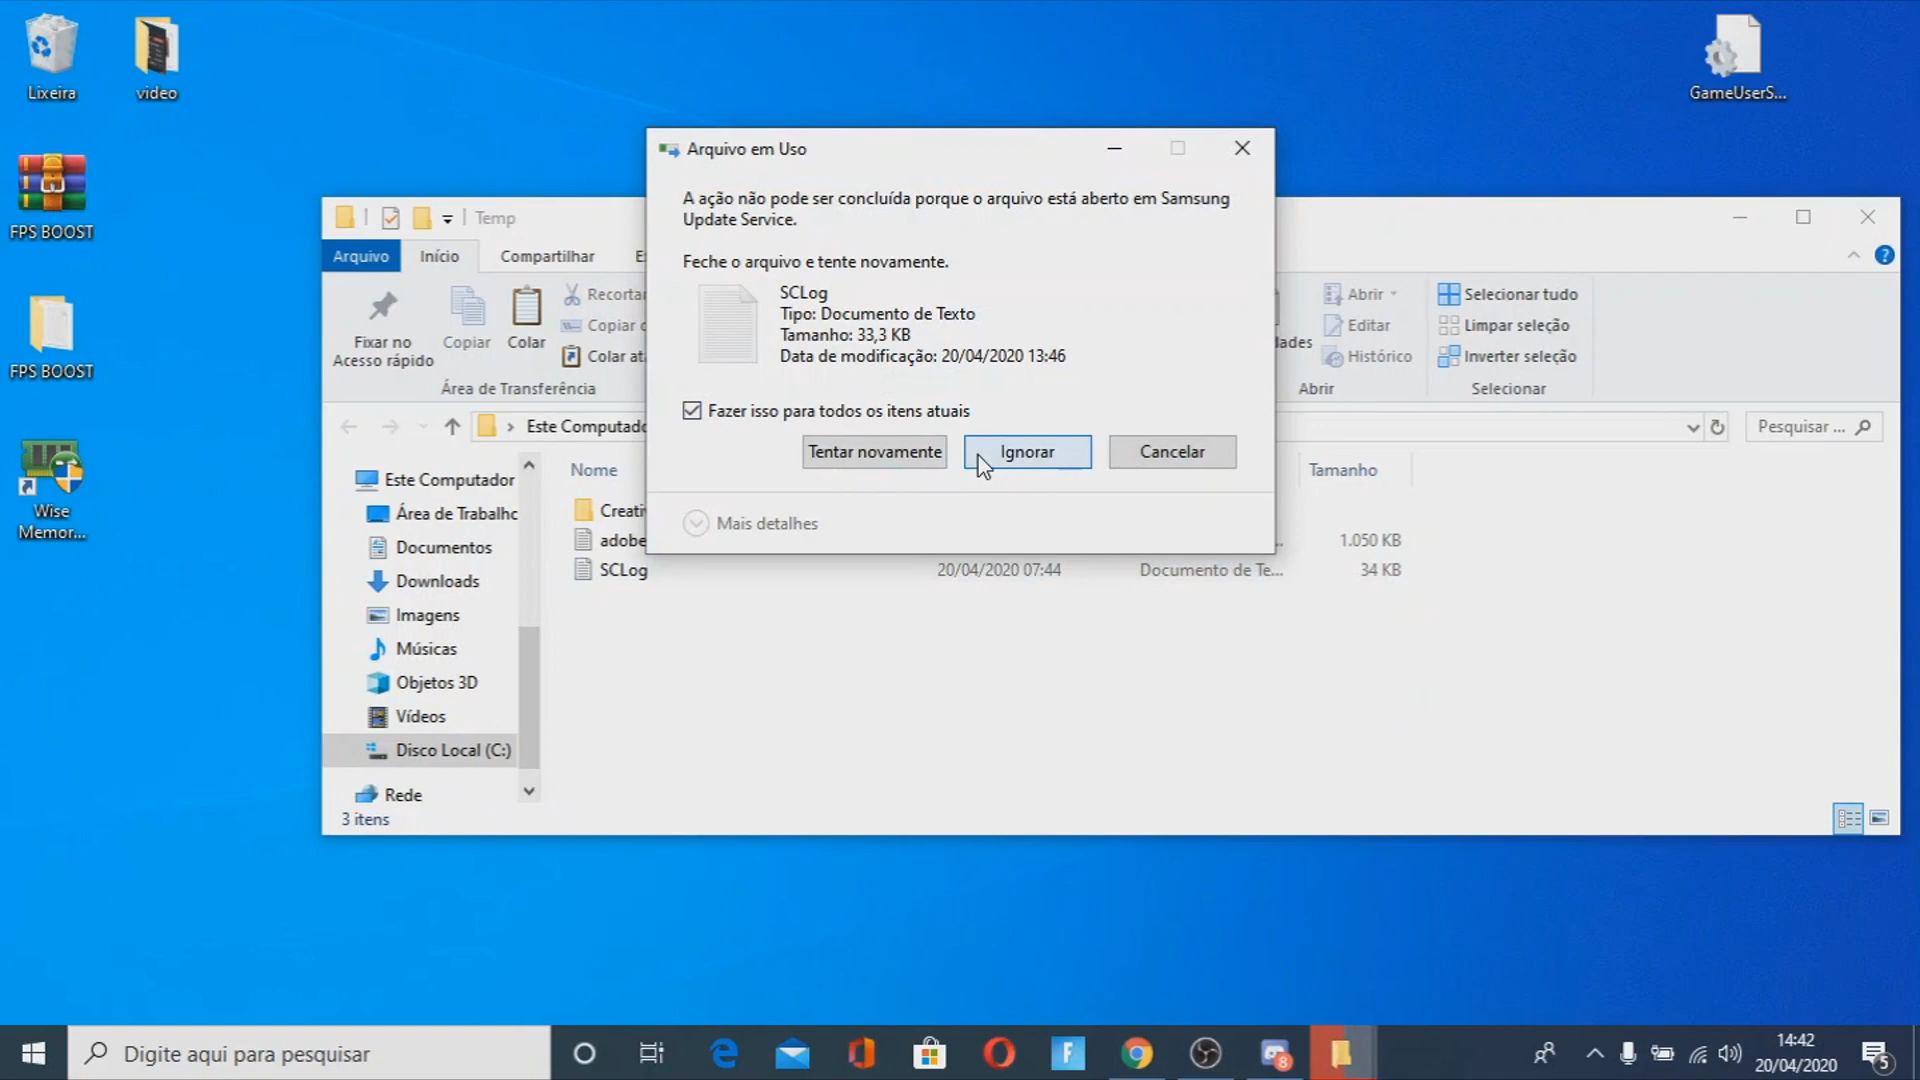 Lixeira
video
GameUserS...
FPS BOOST
FPS BOOST
Wise
Memor...
Arquivo em Uso
A ação não pode ser concluída porque o arquivo está aberto em Samsung
Update Service.
Feche o arquivo e tente novamente.
SCLog
Tipo: Documento de Texto
Tamanho: 33,3 KB
Data de modificação: 20/04/2020 13:46
Fazer isso para todos os itens atuais
Tentar novamente
Ignorar
Cancelar
Mais detalhes
Temp
Arquivo
Início
Compartilhar
Fixar no
Acesso rápido
Copiar
Colar
Recortar
Copiar
Colar at
Área de Transferência
Abrir
Editar
Histórico
Abrir
Selecionar tudo
Limpar seleção
Inverter seleção
Selecionar
Este Computado
Pesquisar ...
Este Computador
Área de Trabalho
Documentos
Downloads
Imagens
Músicas
Objetos 3D
Vídeos
Disco Local (C:)
Rede
Nome
Tamanho
Creati
adobe
1.050 KB
SCLog
20/04/2020 07:44
Documento de Te...
34 KB
3 itens
Digite aqui para pesquisar
8
14:42
20/04/2020
5